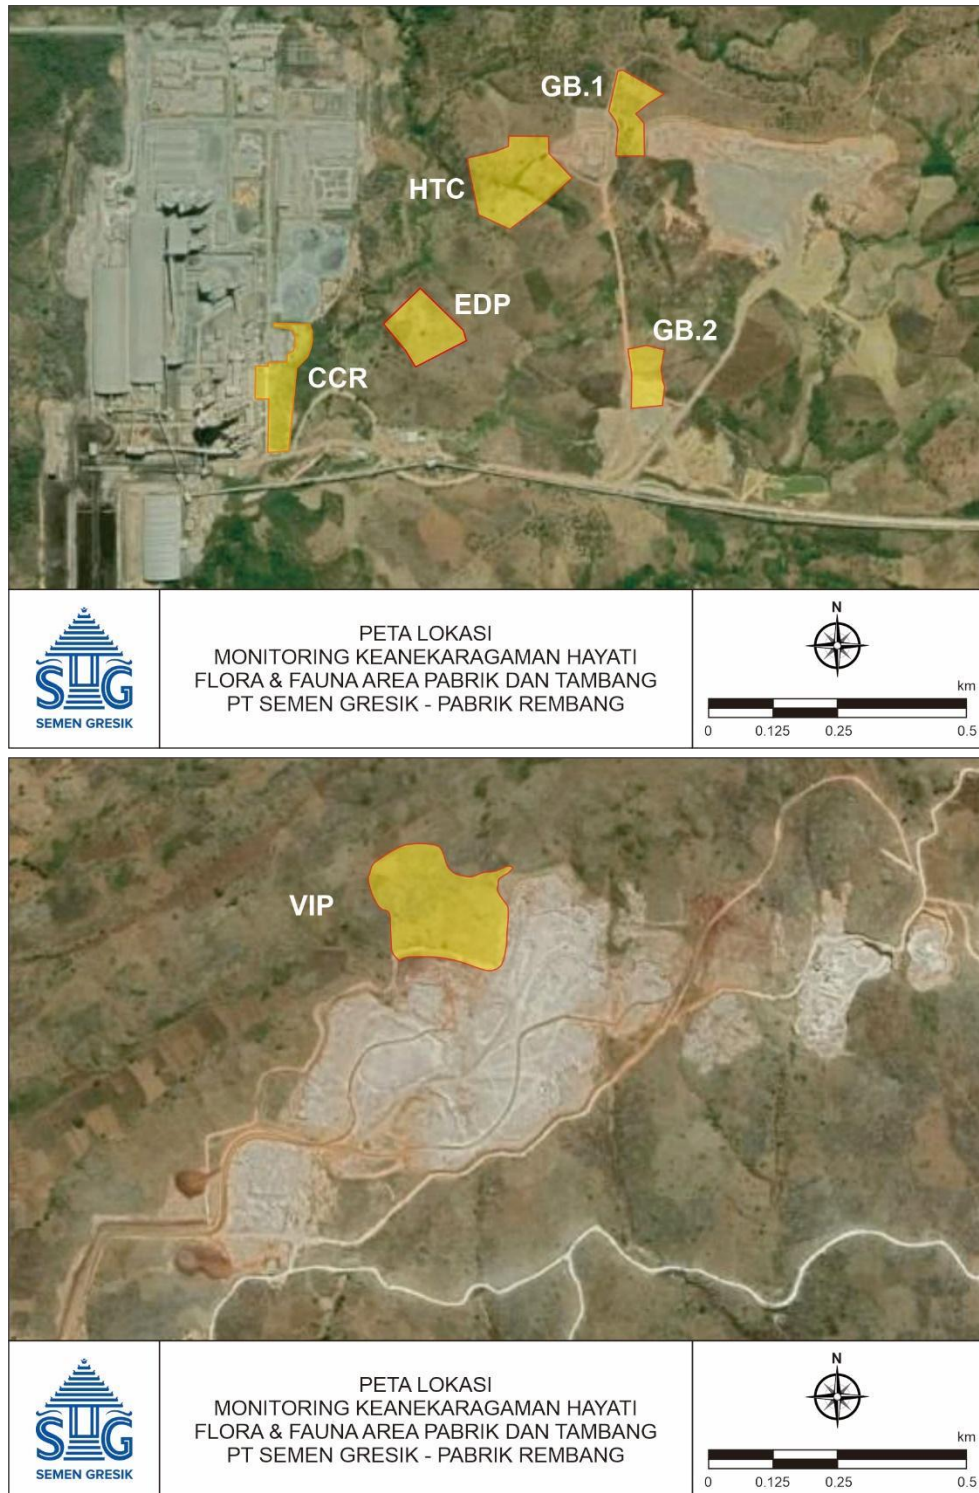 GB.1
HTC
EDP
GB.2
CCR
SG
SEMEN GRESIK
PETA LOKASI
MONITORING KEANEKARAGAMAN HAYATI
FLORA & FAUNA AREA PABRIK DAN TAMBANG
PT SEMEN GRESIK - PABRIK REMBANG
N
km
0 0.125 0.25 0.5
VIP
SG
SEMEN GRESIK
PETA LOKASI
MONITORING KEANEKARAGAMAN HAYATI
FLORA & FAUNA AREA PABRIK DAN TAMBANG
PT SEMEN GRESIK - PABRIK REMBANG
N
km
0 0.125 0.25 0.5